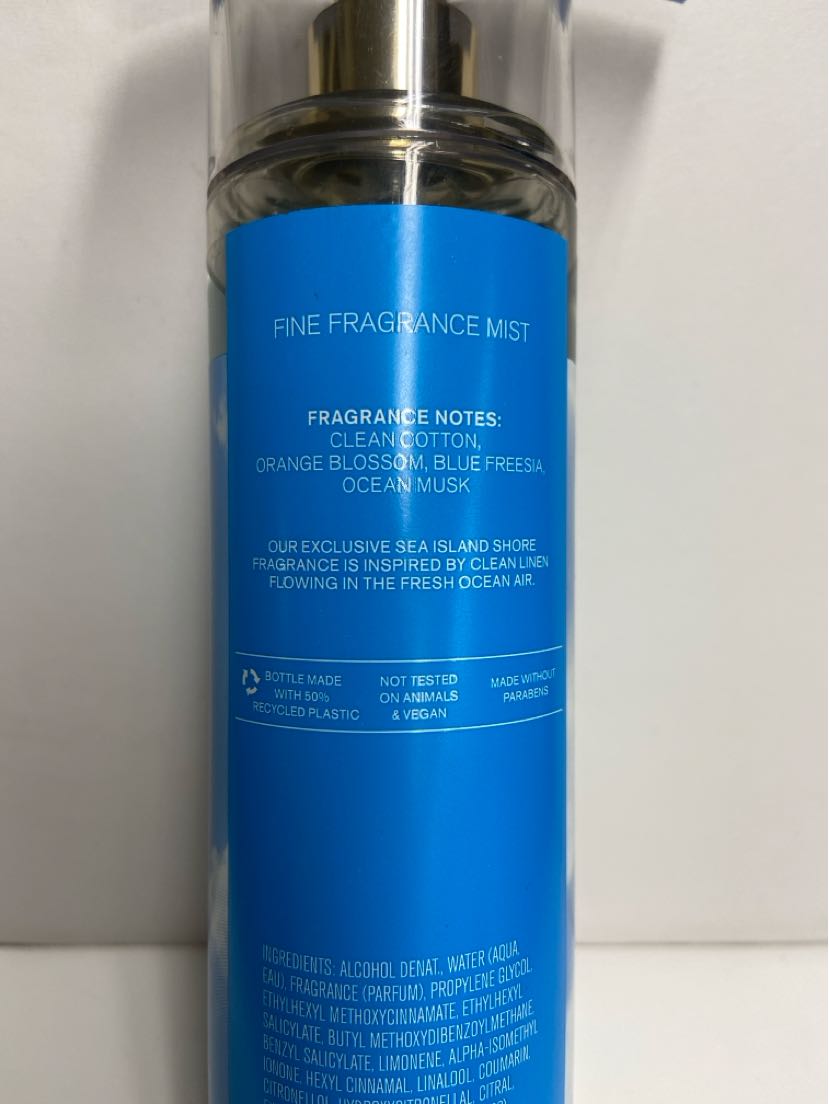 FINE FRAGRANCE MIST
FRAGRANCE NOTES:
CLEAN COTTON,
ORANGE BLOSSOM, BLUE FREESIA,
OCEAN MUSK
OUR EXCLUSIVE SEA ISLAND SHORE
FRAGRANCE IS INSPIRED BY CLEAN LINEN
FLOWING IN THE FRESH OCEAN AIR.
BOTTLE MADE
WITH 50%
RECYCLED PLASTIC
NOT TESTED
ON ANIMALS
& VEGAN
MADE WITHOUT
PARABENS
INGREDIENTS: ALCOHOL DENAT., WATER (AQUA,
EAU), FRAGRANCE (PARFUM), PROPYLENE GLYCOL,
ETHYLHEXYL METHOXYCINNAMATE, ETHYLHEXYL
SALICYLATE, BUTYL METHOXYDIBENZOYLMETHANE,
BENZYL SALICYLATE, LIMONENE, ALPHA-ISOMETHYL
IONONE, HEXYL CINNAMAL, LINALOOL, COUMARIN,
CITRONELLOL, HYDROXYCITRONELLAL, CITRAL,